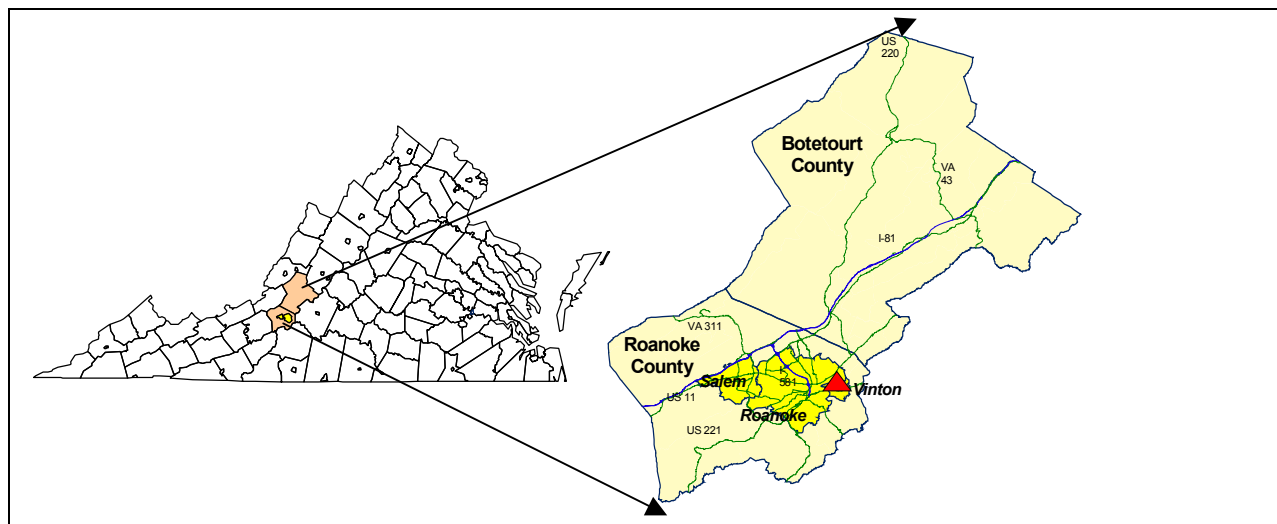 US
220
Botetourt
County
VA
43
I-81
VA 311
Roanoke
County
Salem
I-
581
Vinton
US 11
Roanoke
US 221